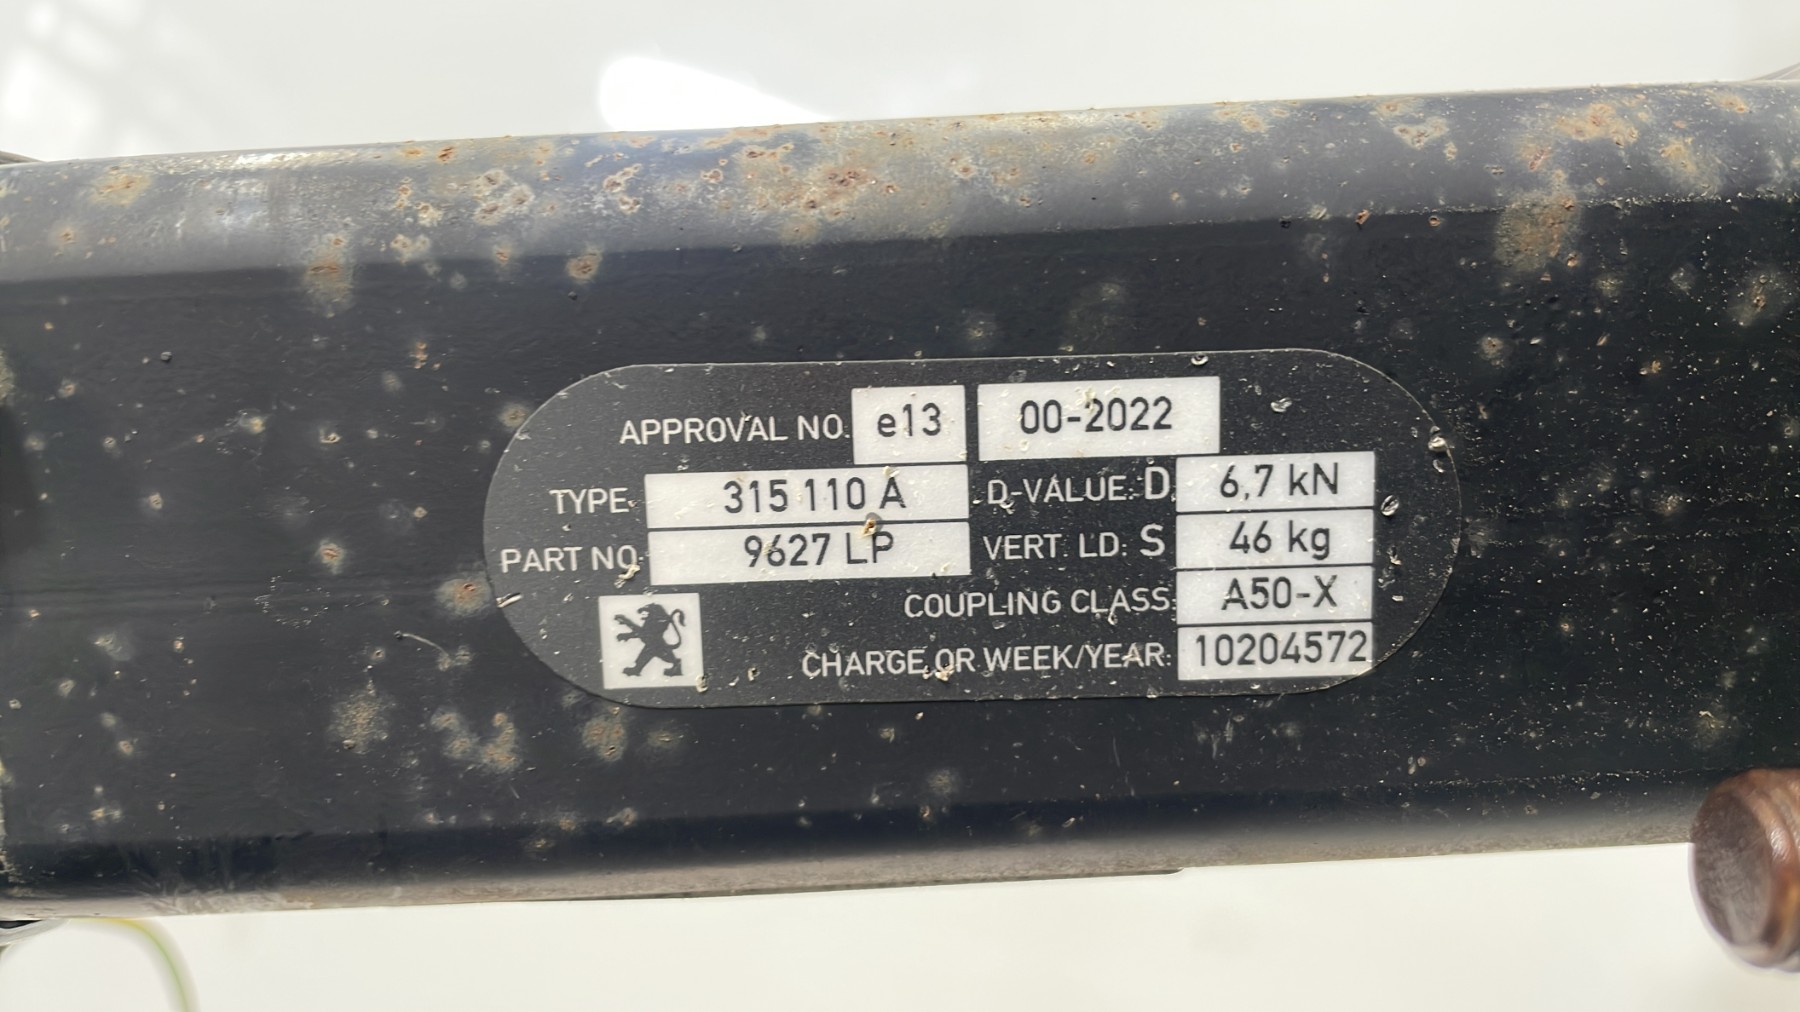 APPROVAL NO. e13 00-2022
TYPE: 315 110 A D-VALUE: D 6,7 kN
PART NO: 9627 LP VERT. LD: S 46 kg
COUPLING CLASS: A50-X
CHARGE OR WEEK/YEAR: 10204572